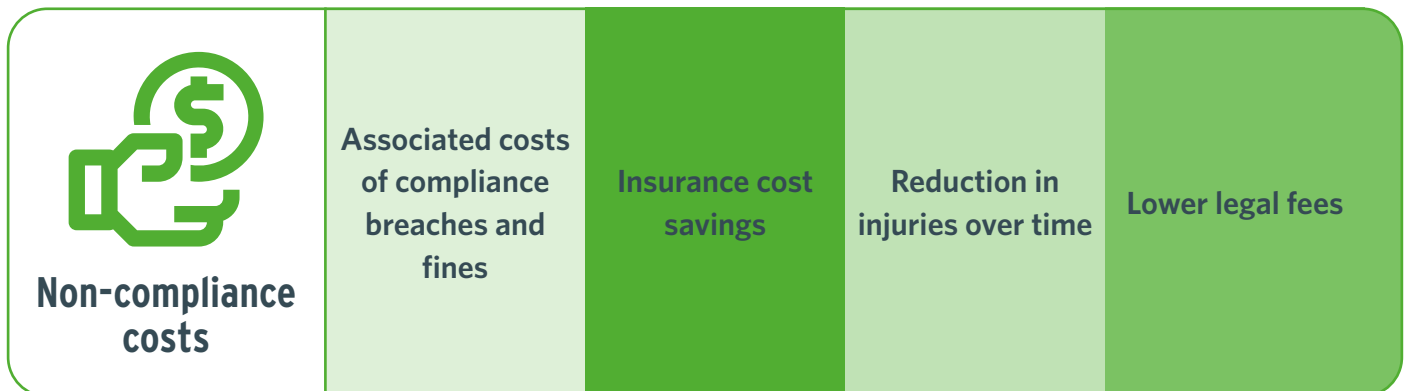 Non-compliance
costs
Associated costs
of compliance
breaches and
fines
Insurance cost
savings
Reduction in
injuries over time
Lower legal fees